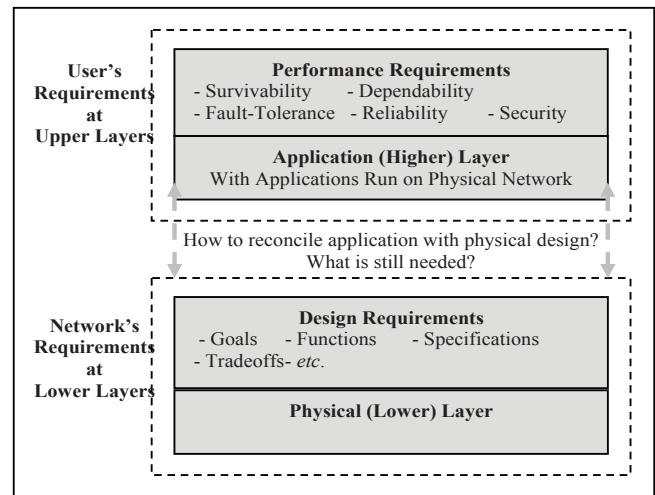 User's
Requirements
at
Upper Layers
Performance Requirements
- Survivability - Dependability
- Fault-Tolerance - Reliability - Security
Application (Higher) Layer
With Applications Run on Physical Network
How to reconcile application with physical design?
What is still needed?
Network's
Requirements
at
Lower Layers
Design Requirements
- Goals - Functions - Specifications
- Tradeoffs- etc.
Physical (Lower) Layer